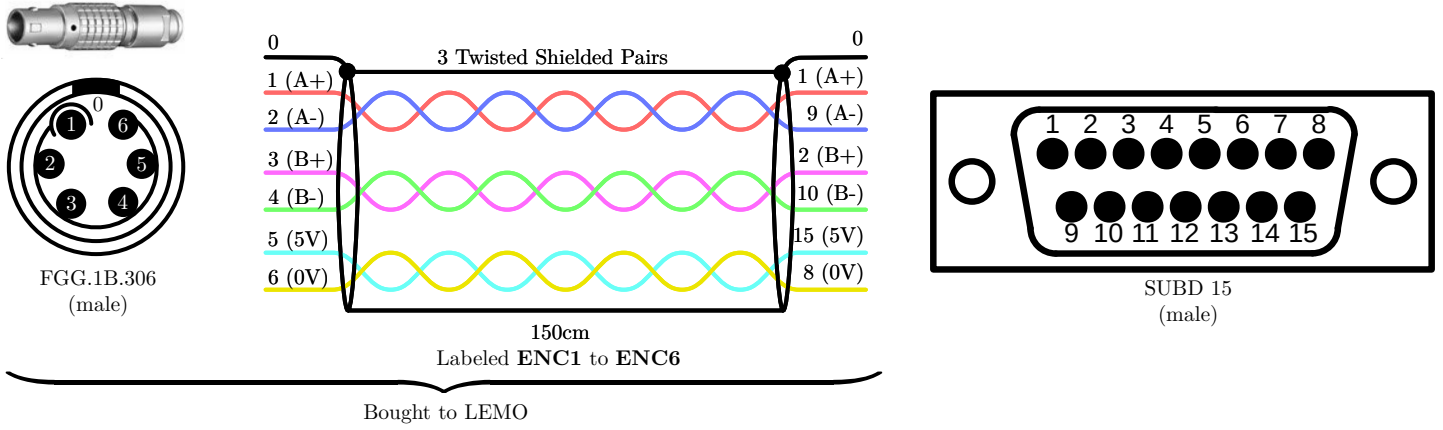 0
1
2
3
4
5
6
FGG.1B.306
(male)
0
1 (A+)
2 (A-)
3 (B+)
4 (B-)
5 (5V)
6 (0V)
3 Twisted Shielded Pairs
0
1 (A+)
9 (A-)
2 (B+)
10 (B-)
15 (5V)
8 (0V)
150cm
Labeled ENC1 to ENC6
Bought to LEMO
1 2 3 4 5 6 7 8
9 10 11 12 13 14 15
SUBD 15
(male)